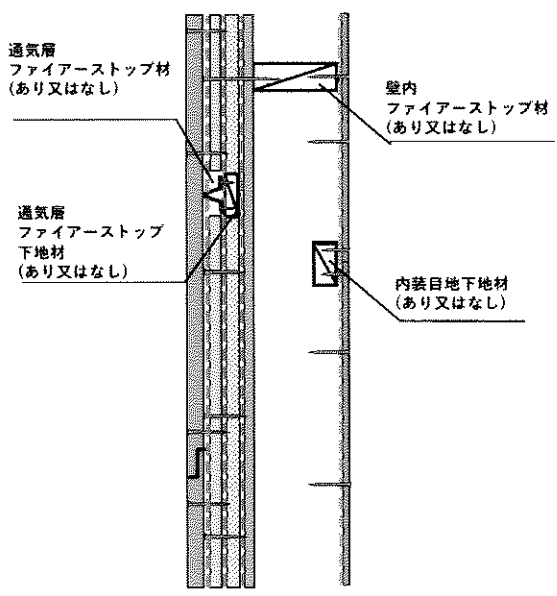 通気層
ファイアーストップ材
(あり又はなし)
壁内
ファイアーストップ材
(あり又はなし)
通気層
ファイアーストップ
下地材
(あり又はなし)
内装目地下地材
(あり又はなし)